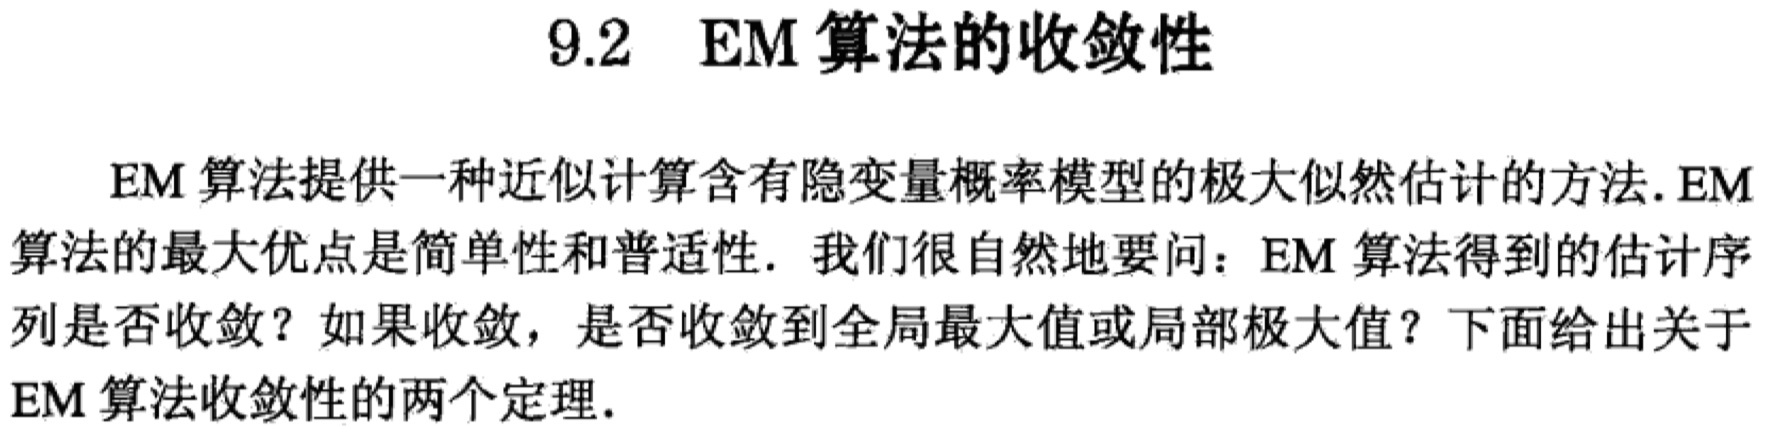 9.2 EM 算法的收敛性
EM 算法提供一种近似计算含有隐变量概率模型的极大似然估计的方法. EM
算法的最大优点是简单性和普适性. 我们很自然地要问：EM 算法得到的估计序
列是否收敛？如果收敛，是否收敛到全局最大值或局部极大值？下面给出关于
EM 算法收敛性的两个定理.